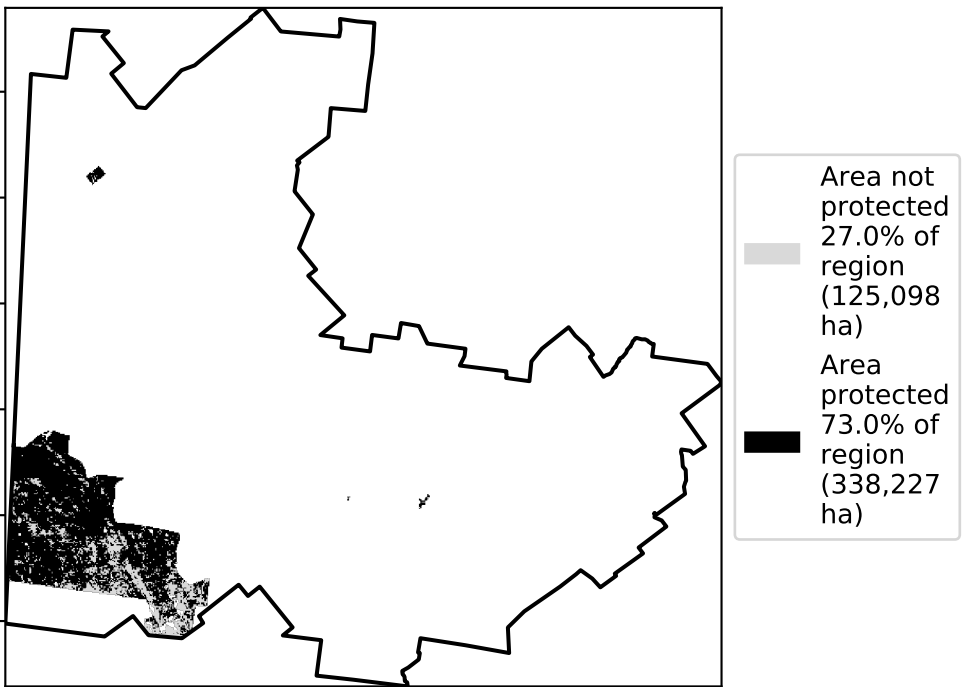 Area not
protected
27.0% of
region
(125,098
ha)
Area
protected
73.0% of
region
(338,227
ha)